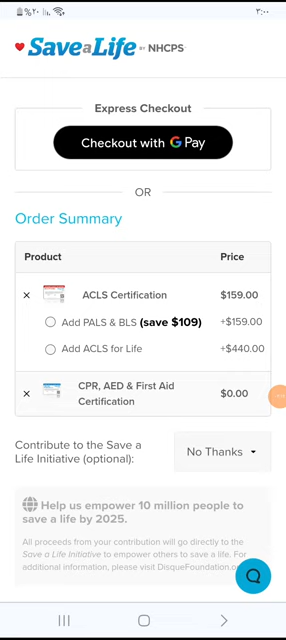 %٢٠ ٣:٠٠
Save a Life BY NHCPS
Express Checkout
Checkout with G Pay
OR
Order Summary
Product Price
× ACLS Certification $159.00
Add PALS & BLS (save $109) +$159.00
Add ACLS for Life +$440.00
× CPR, AED & First Aid
Certification $0.00
Contribute to the Save a
Life Initiative (optional): No Thanks
Help us empower 10 million people to
save a life by 2025.
All proceeds from your contribution will go directly to the
Save a Life Initiative to empower others to save a life. For
additional information, please visit DisqueFoundation.o